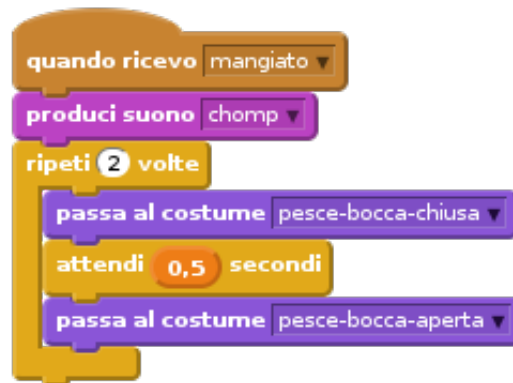 quando ricevo mangiato
produci suono chomp
ripeti 2 volte
passa al costume pesce-bocca-chiusa
attendi 0,5 secondi
passa al costume pesce-bocca-aperta